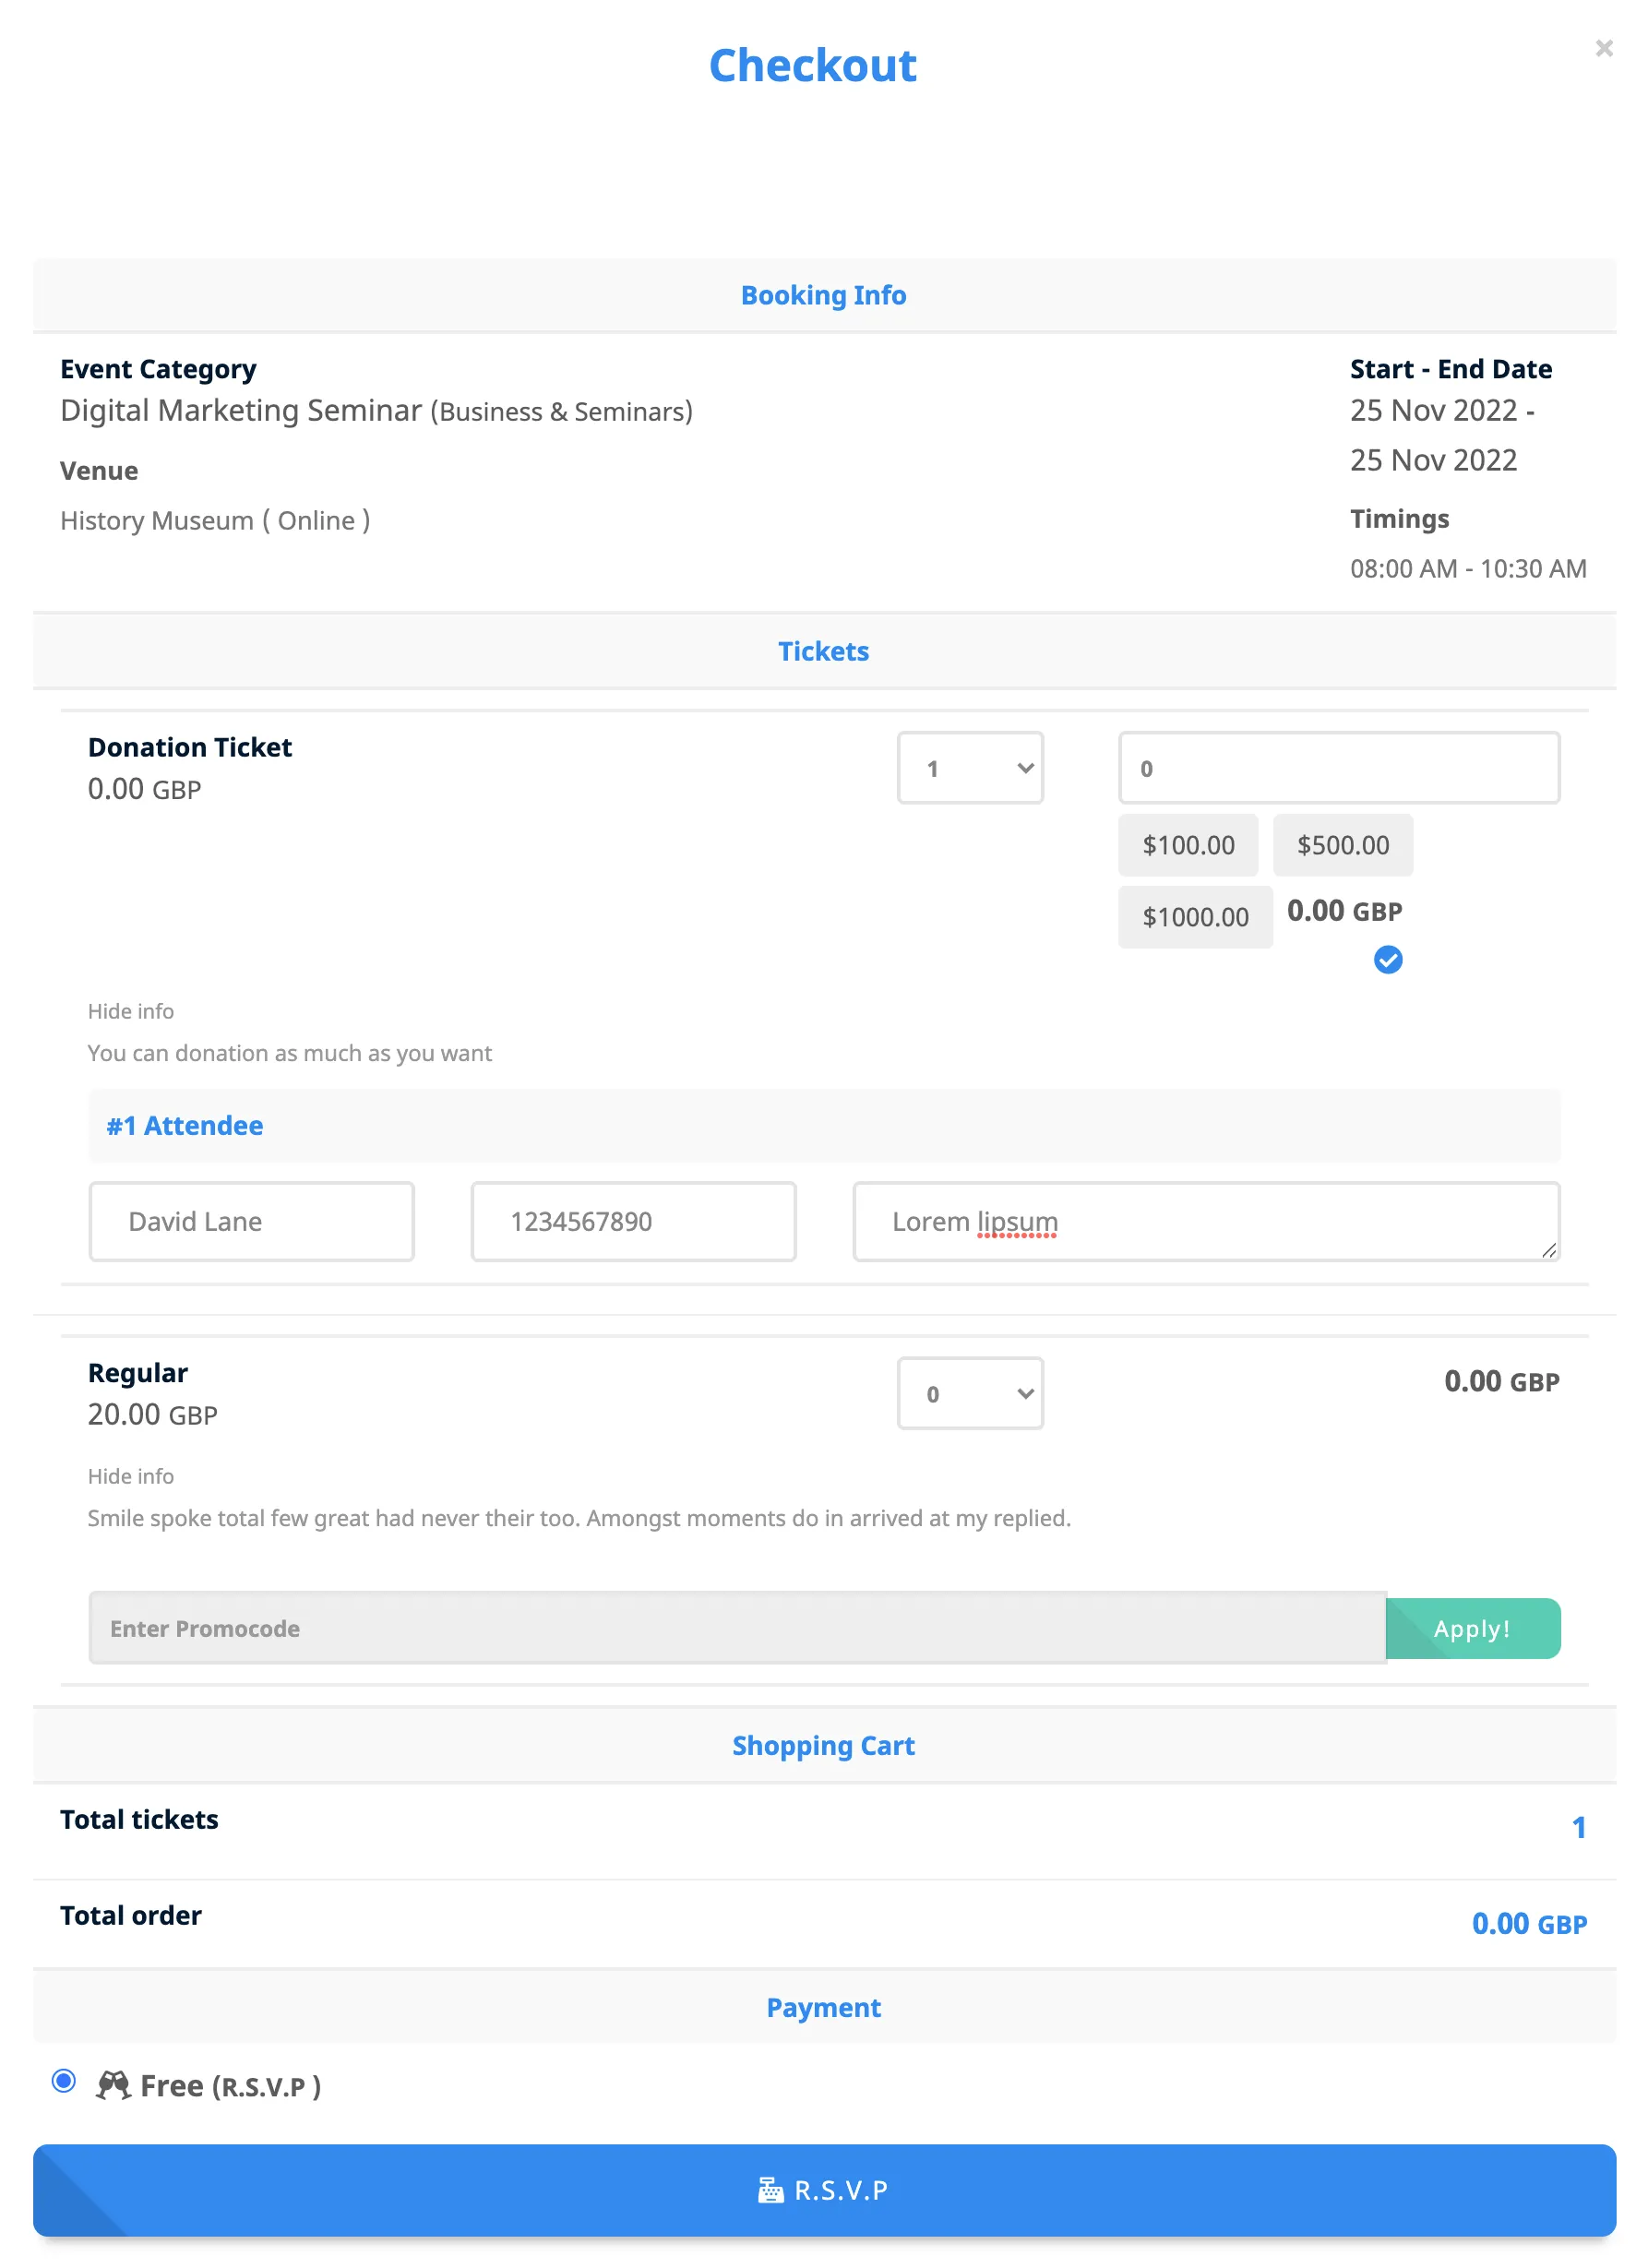 Checkout
×
Booking Info
Event Category
Digital Marketing Seminar (Business & Seminars)
Venue
History Museum ( Online )
Start - End Date
25 Nov 2022 -
25 Nov 2022
Timings
08:00 AM - 10:30 AM
Tickets
Donation Ticket
0.00 GBP
1
0
$100.00 $500.00
$1000.00 0.00 GBP
Hide info
You can donation as much as you want
#1 Attendee
David Lane 1234567890 Lorem lipsum
Regular
20.00 GBP
0
0.00 GBP
Hide info
Smile spoke total few great had never their too. Amongst moments do in arrived at my replied.
Enter Promocode Apply!
Shopping Cart
Total tickets 1
Total order 0.00 GBP
Payment
Free (R.S.V.P )
R.S.V.P